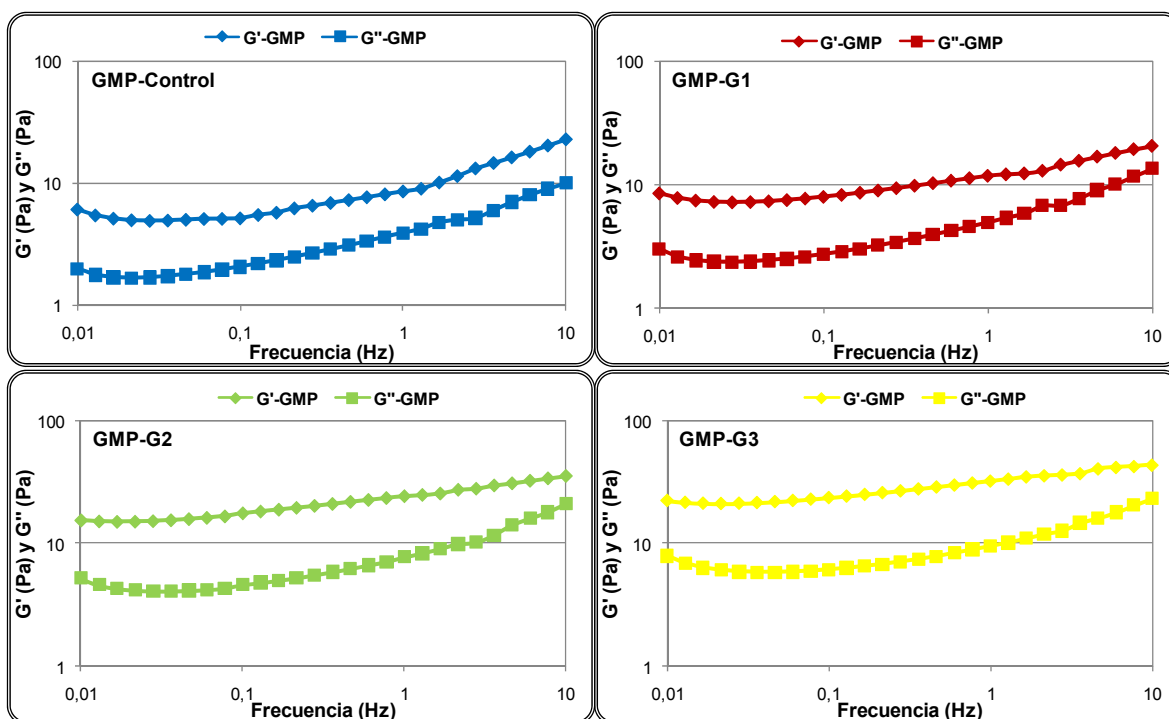 G'-GMP G''-GMP
GMP-Control
G' (Pa) y G'' (Pa)
100
10
1
0,01 0,1 1 10
Frecuencia (Hz)
G'-GMP G''-GMP
GMP-G1
G' (Pa) y G'' (Pa)
100
10
1
0,01 0,1 1 10
Frecuencia (Hz)
G'-GMP G''-GMP
GMP-G2
G' (Pa) y G'' (Pa)
100
10
1
0,01 0,1 1 10
Frecuencia (Hz)
G'-GMP G''-GMP
GMP-G3
G' (Pa) y G'' (Pa)
100
10
1
0,01 0,1 1 10
Frecuencia (Hz)